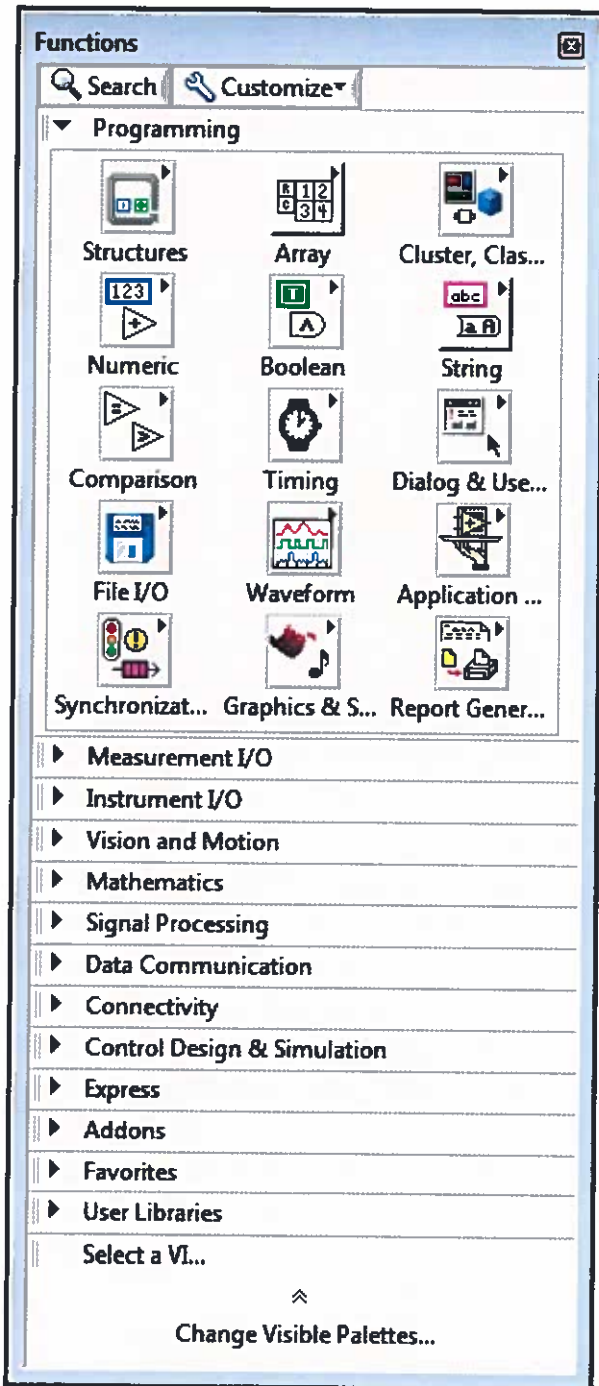 Functions
Search Customize
Programming
Structures Array Cluster, Clas...
Numeric Boolean String
Comparison Timing Dialog & Use...
File I/O Waveform Application ...
Synchronizat... Graphics & S... Report Gener...
Measurement I/O
Instrument I/O
Vision and Motion
Mathematics
Signal Processing
Data Communication
Connectivity
Control Design & Simulation
Express
Addons
Favorites
User Libraries
Select a VI...
Change Visible Palettes...